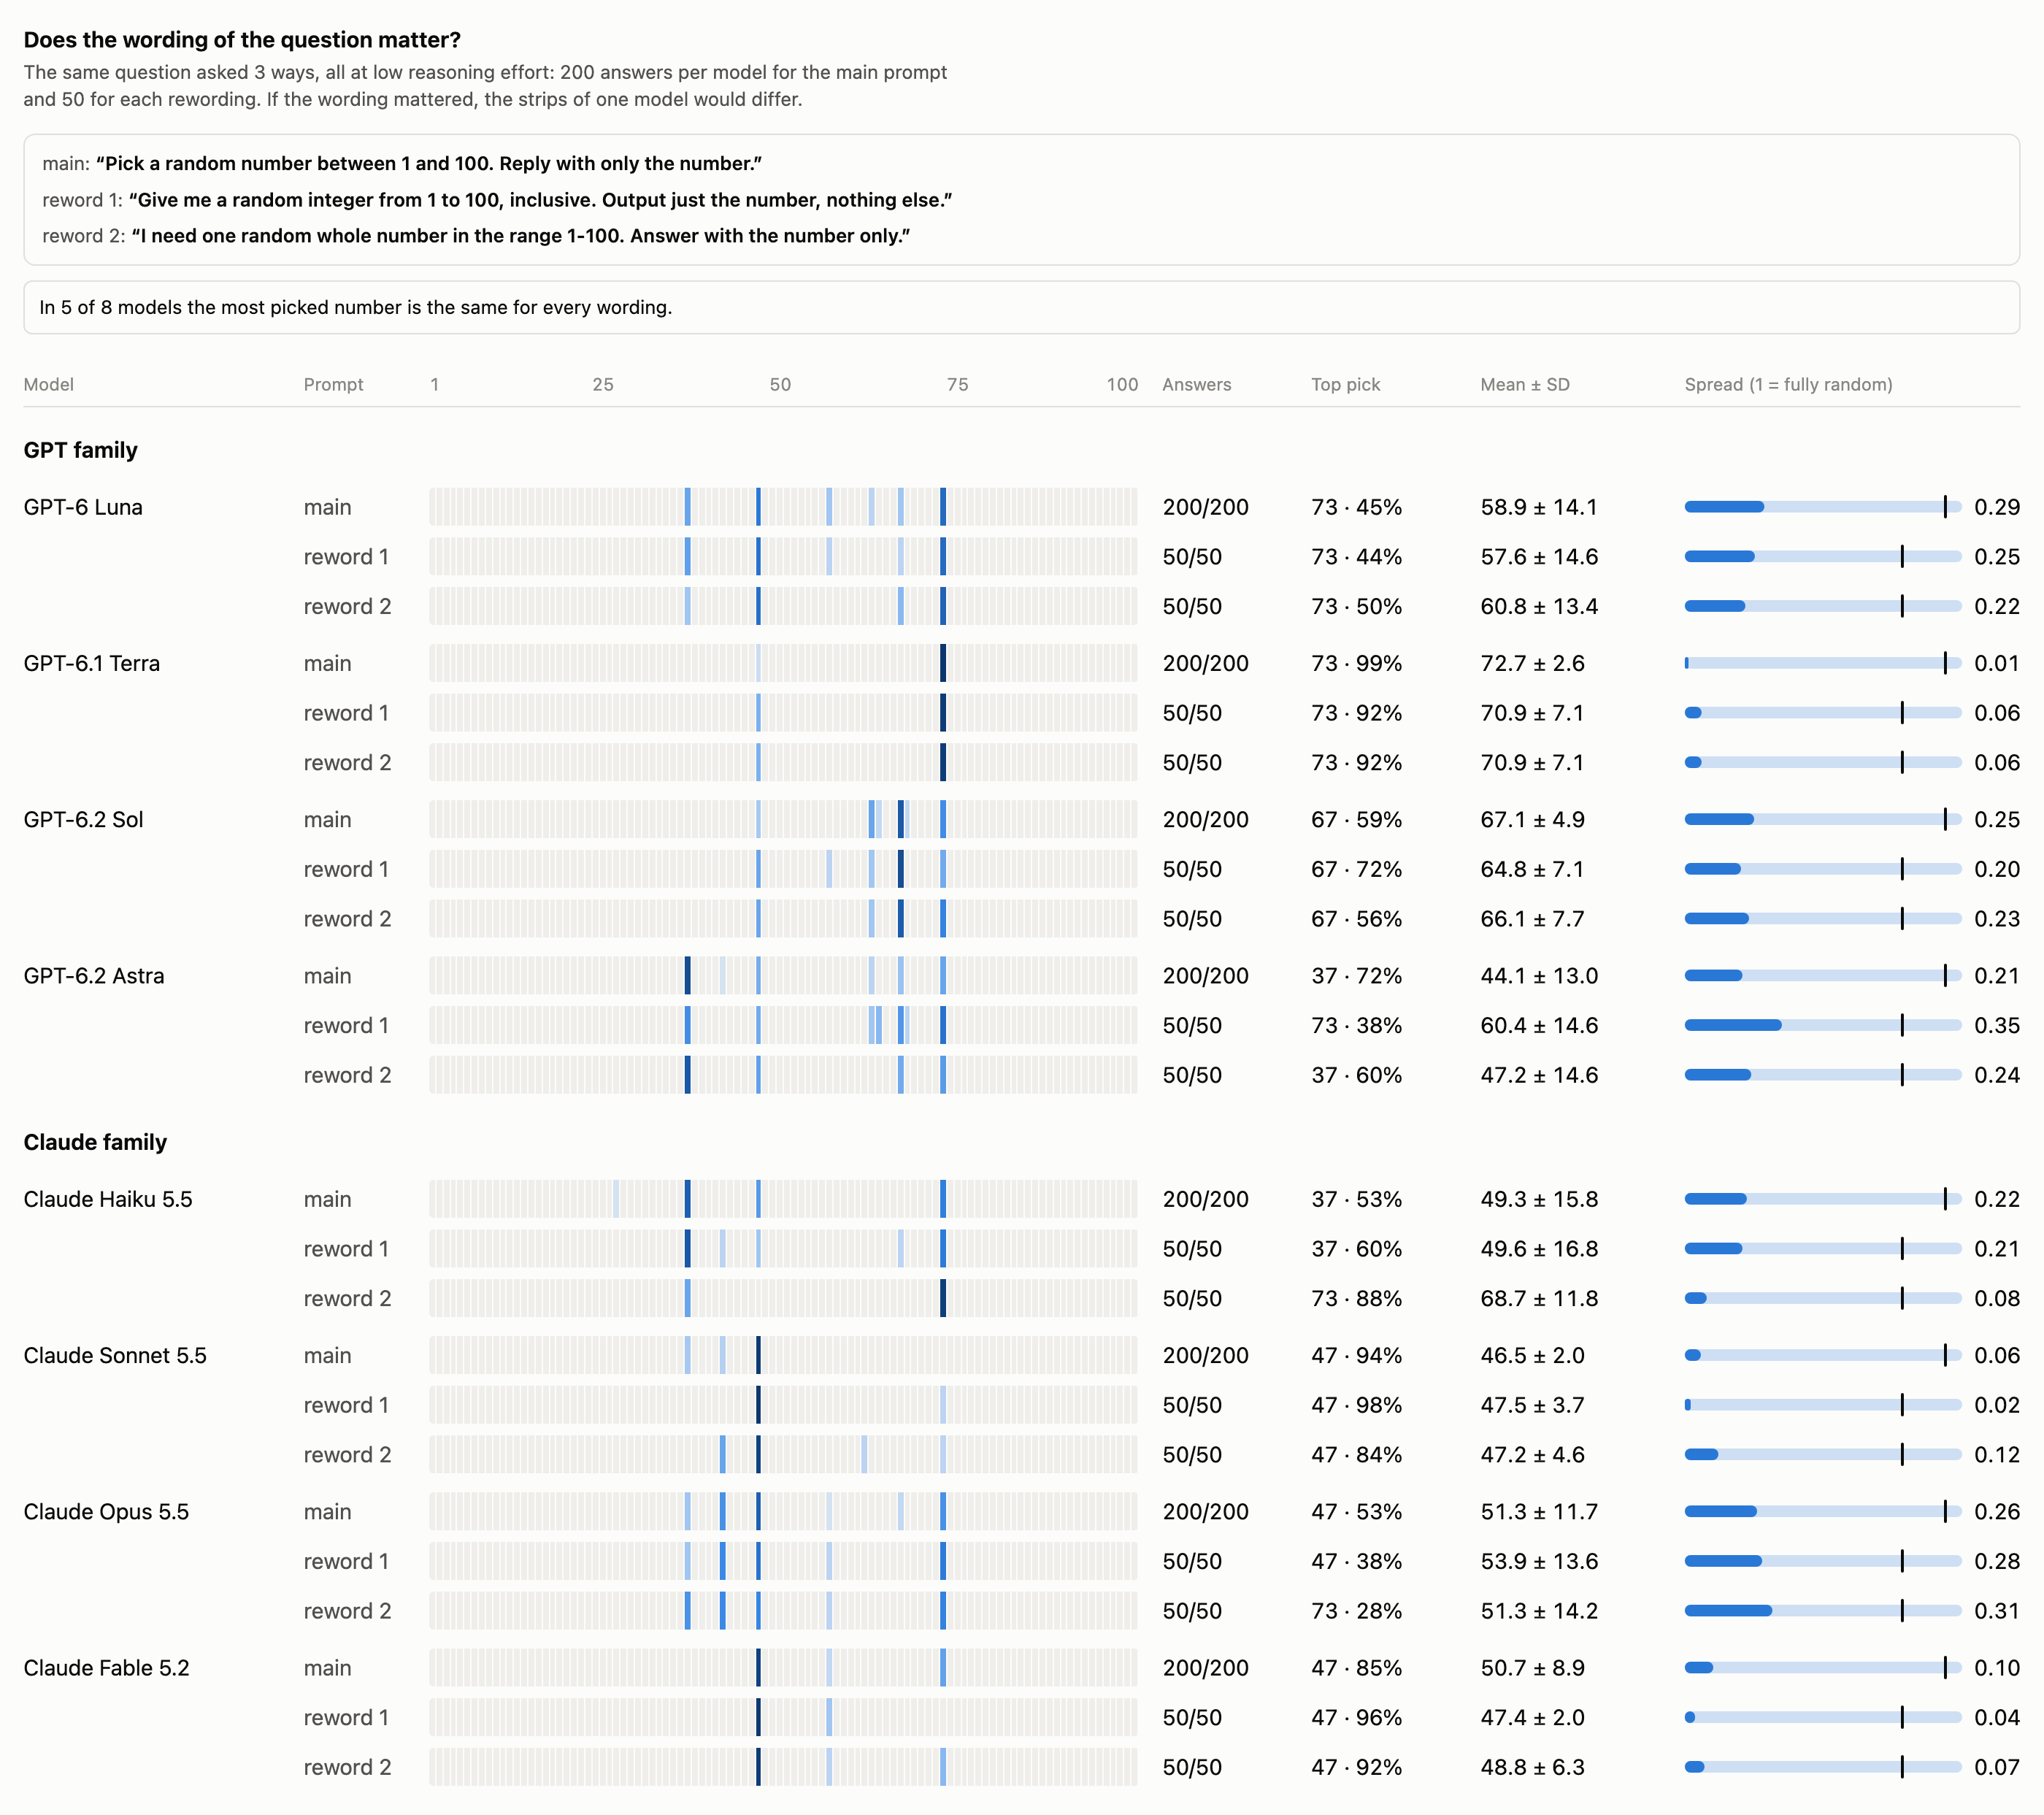 Does the wording of the question matter?
The same question asked 3 ways, all at low reasoning effort: 200 answers per model for the main prompt
and 50 for each rewording. If the wording mattered, the strips of one model would differ.
main: “Pick a random number between 1 and 100. Reply with only the number.”
reword 1: “Give me a random integer from 1 to 100, inclusive. Output just the number, nothing else.”
reword 2: “I need one random whole number in the range 1-100. Answer with the number only.”
In 5 of 8 models the most picked number is the same for every wording.
Model Prompt 1 25 50 75 100 Answers Top pick Mean ± SD Spread (1 = fully random)
GPT family
GPT-6 Luna main 200/200 73 · 45% 58.9 ± 14.1 0.29
reword 1 50/50 73 · 44% 57.6 ± 14.6 0.25
reword 2 50/50 73 · 50% 60.8 ± 13.4 0.22
GPT-6.1 Terra main 200/200 73 · 99% 72.7 ± 2.6 0.01
reword 1 50/50 73 · 92% 70.9 ± 7.1 0.06
reword 2 50/50 73 · 92% 70.9 ± 7.1 0.06
GPT-6.2 Sol main 200/200 67 · 59% 67.1 ± 4.9 0.25
reword 1 50/50 67 · 72% 64.8 ± 7.1 0.20
reword 2 50/50 67 · 56% 66.1 ± 7.7 0.23
GPT-6.2 Astra main 200/200 37 · 72% 44.1 ± 13.0 0.21
reword 1 50/50 73 · 38% 60.4 ± 14.6 0.35
reword 2 50/50 37 · 60% 47.2 ± 14.6 0.24
Claude family
Claude Haiku 5.5 main 200/200 37 · 53% 49.3 ± 15.8 0.22
reword 1 50/50 37 · 60% 49.6 ± 16.8 0.21
reword 2 50/50 73 · 88% 68.7 ± 11.8 0.08
Claude Sonnet 5.5 main 200/200 47 · 94% 46.5 ± 2.0 0.06
reword 1 50/50 47 · 98% 47.5 ± 3.7 0.02
reword 2 50/50 47 · 84% 47.2 ± 4.6 0.12
Claude Opus 5.5 main 200/200 47 · 53% 51.3 ± 11.7 0.26
reword 1 50/50 47 · 38% 53.9 ± 13.6 0.28
reword 2 50/50 73 · 28% 51.3 ± 14.2 0.31
Claude Fable 5.2 main 200/200 47 · 85% 50.7 ± 8.9 0.10
reword 1 50/50 47 · 96% 47.4 ± 2.0 0.04
reword 2 50/50 47 · 92% 48.8 ± 6.3 0.07